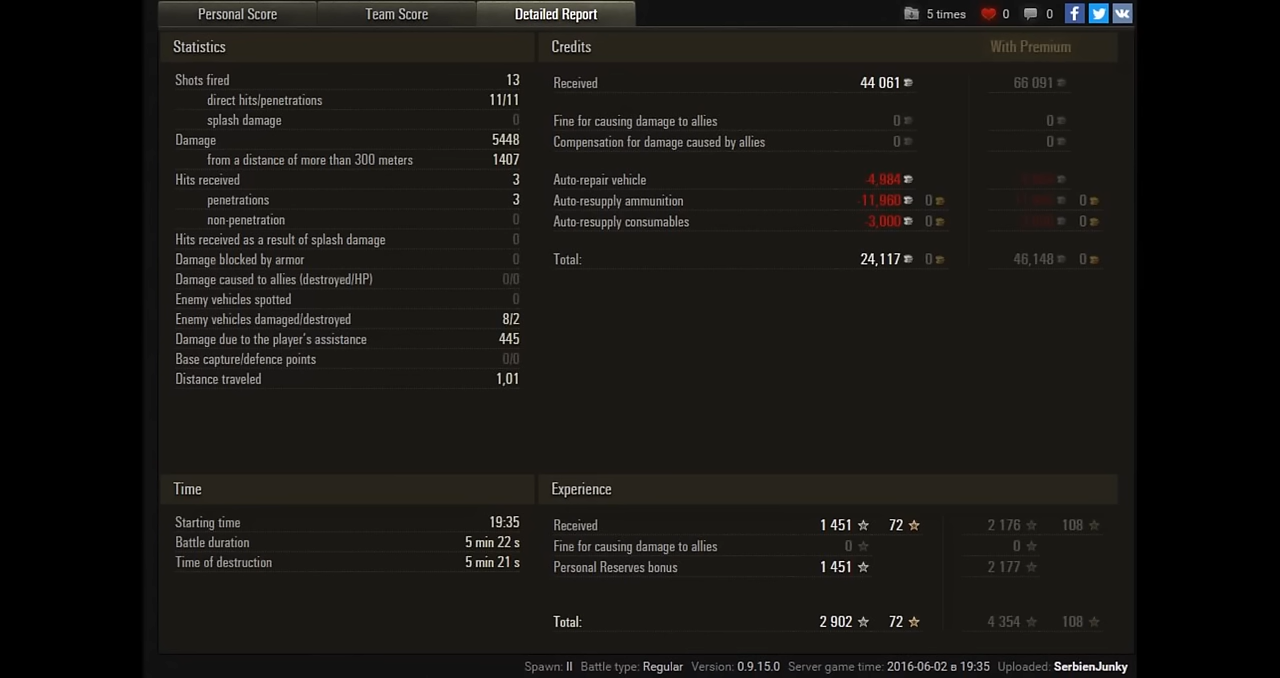 Personal Score Team Score Detailed Report 5 times 0 0
Statistics
Shots fired 13
direct hits/penetrations 11/11
splash damage 0
Damage 5448
from a distance of more than 300 meters 1407
Hits received 3
penetrations 3
non-penetration 0
Hits received as a result of splash damage 0
Damage blocked by armor 0
Damage caused to allies (destroyed/HP) 0/0
Enemy vehicles spotted 0
Enemy vehicles damaged/destroyed 8/2
Damage due to the player's assistance 445
Base capture/defence points 0/0
Distance traveled 1,01
Credits With Premium
Received 44 061 66 091
Fine for causing damage to allies 0 0
Compensation for damage caused by allies 0 0
Auto-repair vehicle -4,984
Auto-resupply ammunition -11,960 0 0
Auto-resupply consumables -3,000 0 0
Total: 24,117 0 46,148 0
Time
Starting time 19:35
Battle duration 5 min 22 s
Time of destruction 5 min 21 s
Experience
Received 1 451 72 2 176 108
Fine for causing damage to allies 0 0
Personal Reserves bonus 1 451 2 177
Total: 2 902 72 4 354 108
Spawn: II Battle type: Regular Version: 0.9.15.0 Server game time: 2016-06-02 в 19:35 Uploaded: SerbienJunky